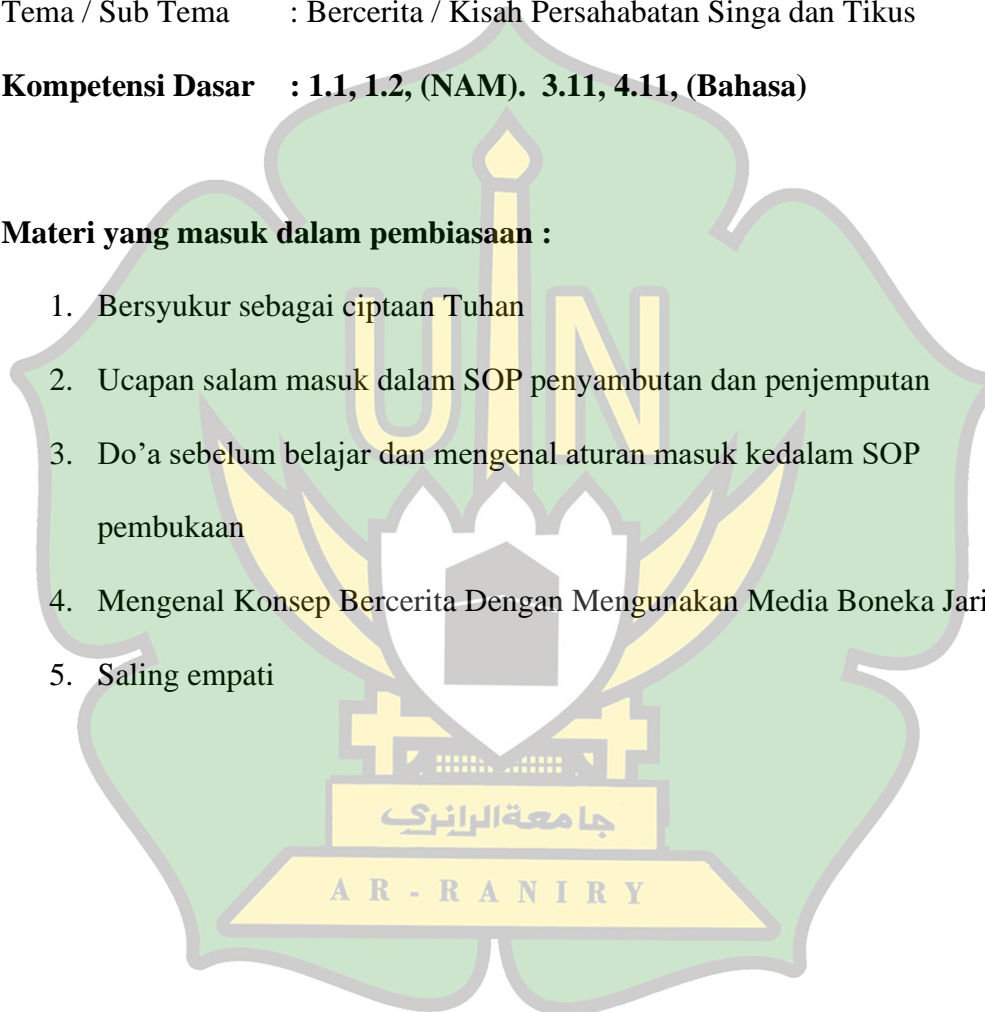 Tema / Sub Tema : Bercerita / Kisah Persahabatan Singa dan Tikus
Kompetensi Dasar : 1.1, 1.2, (NAM). 3.11, 4.11, (Bahasa)
Materi yang masuk dalam pembiasaan :
1. Bersyukur sebagai ciptaan Tuhan
2. Ucapan salam masuk dalam SOP penyambutan dan penjemputan
3. Do’a sebelum belajar dan mengenal aturan masuk kedalam SOP
pembukaan
4. Mengenal Konsep Bercerita Dengan Mengunakan Media Boneka Jari
5. Saling empati
UIN
جامعة الرانري
AR-RANIRY